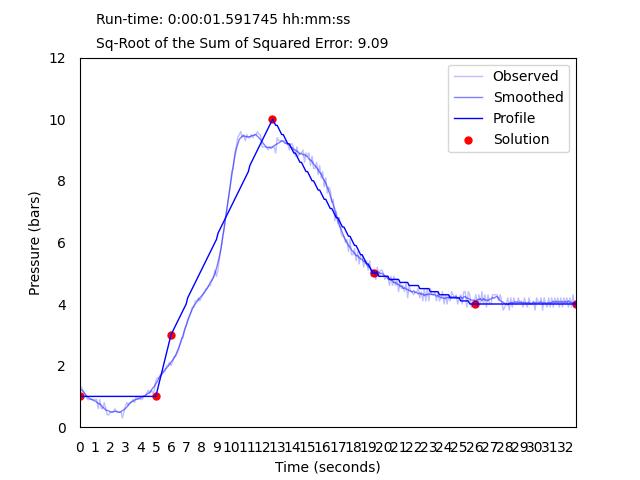 Run-time: 0:00:01.591745 hh:mm:ss
Sq-Root of the Sum of Squared Error: 9.09
Observed
Smoothed
Profile
Solution
12
10
8
6
4
2
0
Pressure (bars)
0 1 2 3 4 5 6 7 8 9 10 11 12 13 14 15 16 17 18 19 20 21 22 23 24 25 26 27 28 29 30 31 32
Time (seconds)